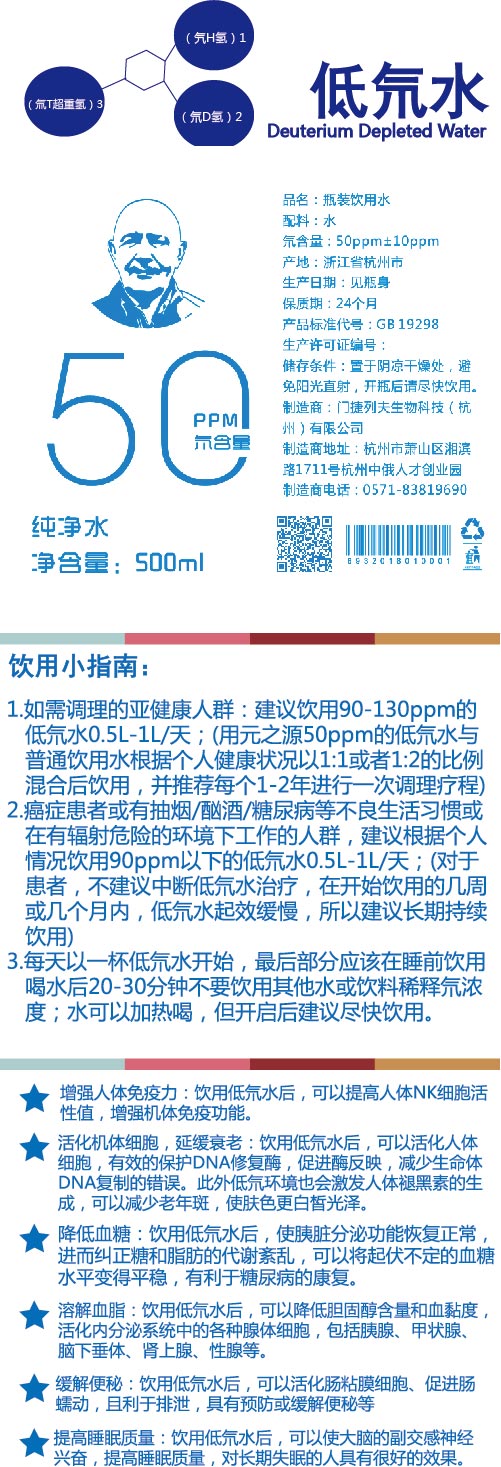 （氕H氢）1
（氚T超重氢）3
（氘D氢）2
低氘水
Deuterium Depleted Water
品名：瓶装饮用水
配料：水
氘含量：50ppm±10ppm
产地：浙江省杭州市
生产日期：见瓶身
保质期：24个月
产品标准代号：GB 19298
生产许可证编号：
储存条件：置于阴凉干燥处，避
免阳光直射，开瓶后请尽快饮用。
制造商：门捷列夫生物科技（杭
州）有限公司
制造商地址：杭州市萧山区湘滨
路1711号杭州中俄人才创业园
制造商电话：0571-83819690
50
PPM
氘含量
纯净水
净含量：500ml
6932018010001
饮用小指南：
1.如需调理的亚健康人群：建议饮用90-130ppm的
低氘水0.5L-1L/天；(用元之源50ppm的低氘水与
普通饮用水根据个人健康状况以1:1或者1:2的比例
混合后饮用，并推荐每个1-2年进行一次调理疗程)
2.癌症患者或有抽烟/酗酒/糖尿病等不良生活习惯或
在有辐射危险的环境下工作的人群，建议根据个人
情况饮用90ppm以下的低氘水0.5L-1L/天；(对于
患者，不建议中断低氘水治疗，在开始饮用的几周
或几个月内，低氘水起效缓慢，所以建议长期持续
饮用)
3.每天以一杯低氘水开始，最后部分应该在睡前饮用
喝水后20-30分钟不要饮用其他水或饮料稀释氘浓
度；水可以加热喝，但开启后建议尽快饮用。
增强人体免疫力：饮用低氘水后，可以提高人体NK细胞活
性值，增强机体免疫功能。
活化机体细胞，延缓衰老：饮用低氘水后，可以活化人体
细胞，有效的保护DNA修复酶，促进酶反映，减少生命体
DNA复制的错误。此外低氘环境也会激发人体褪黑素的生
成，可以减少老年斑，使肤色更白皙光泽。
降低血糖：饮用低氘水后，使胰脏分泌功能恢复正常，
进而纠正糖和脂肪的代谢紊乱，可以将起伏不定的血糖
水平变得平稳，有利于糖尿病的康复。
溶解血脂：饮用低氘水后，可以降低胆固醇含量和血黏度，
活化内分泌系统中的各种腺体细胞，包括胰腺、甲状腺、
脑下垂体、肾上腺、性腺等。
缓解便秘：饮用低氘水后，可以活化肠粘膜细胞、促进肠
蠕动，且利于排泄，具有预防或缓解便秘等
提高睡眠质量：饮用低氘水后，可以使大脑的副交感神经
兴奋，提高睡眠质量，对长期失眠的人具有很好的效果。